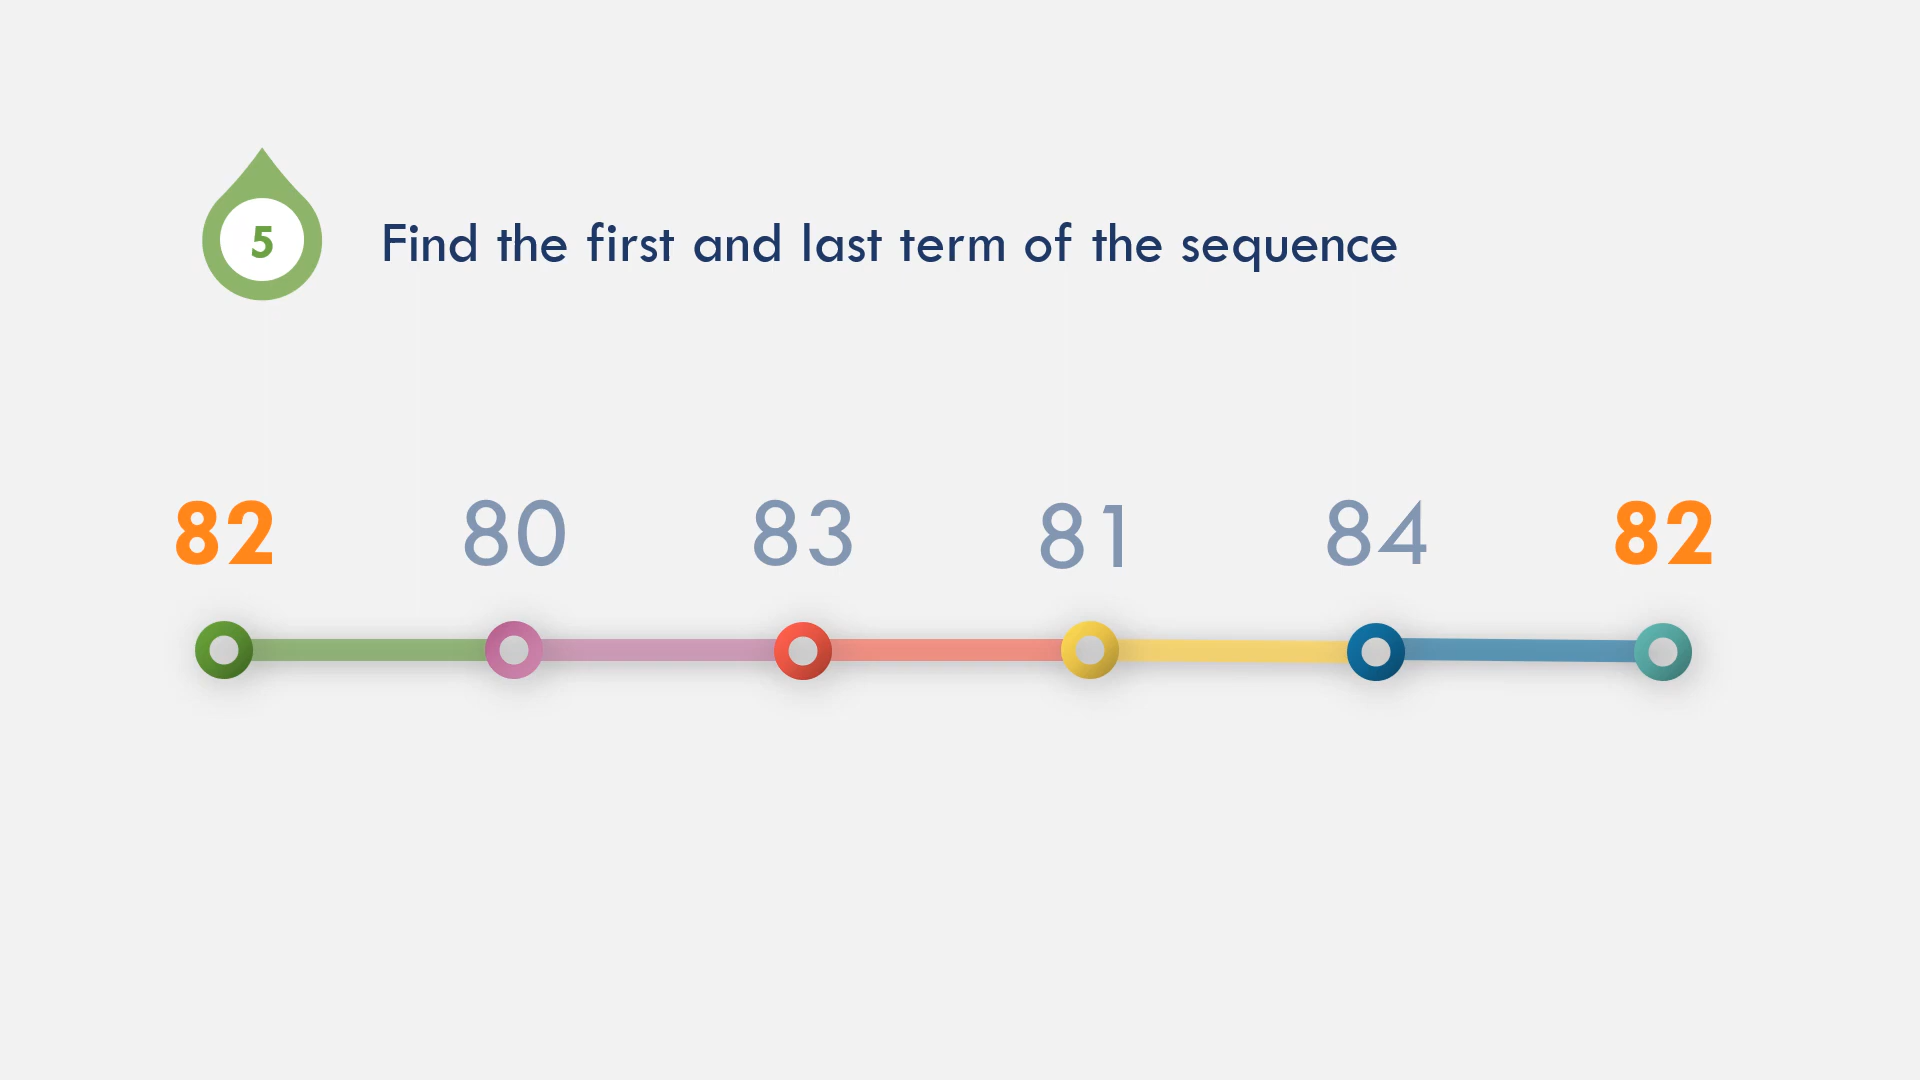 5
Find the first and last term of the sequence
82 80 83 81 84 82